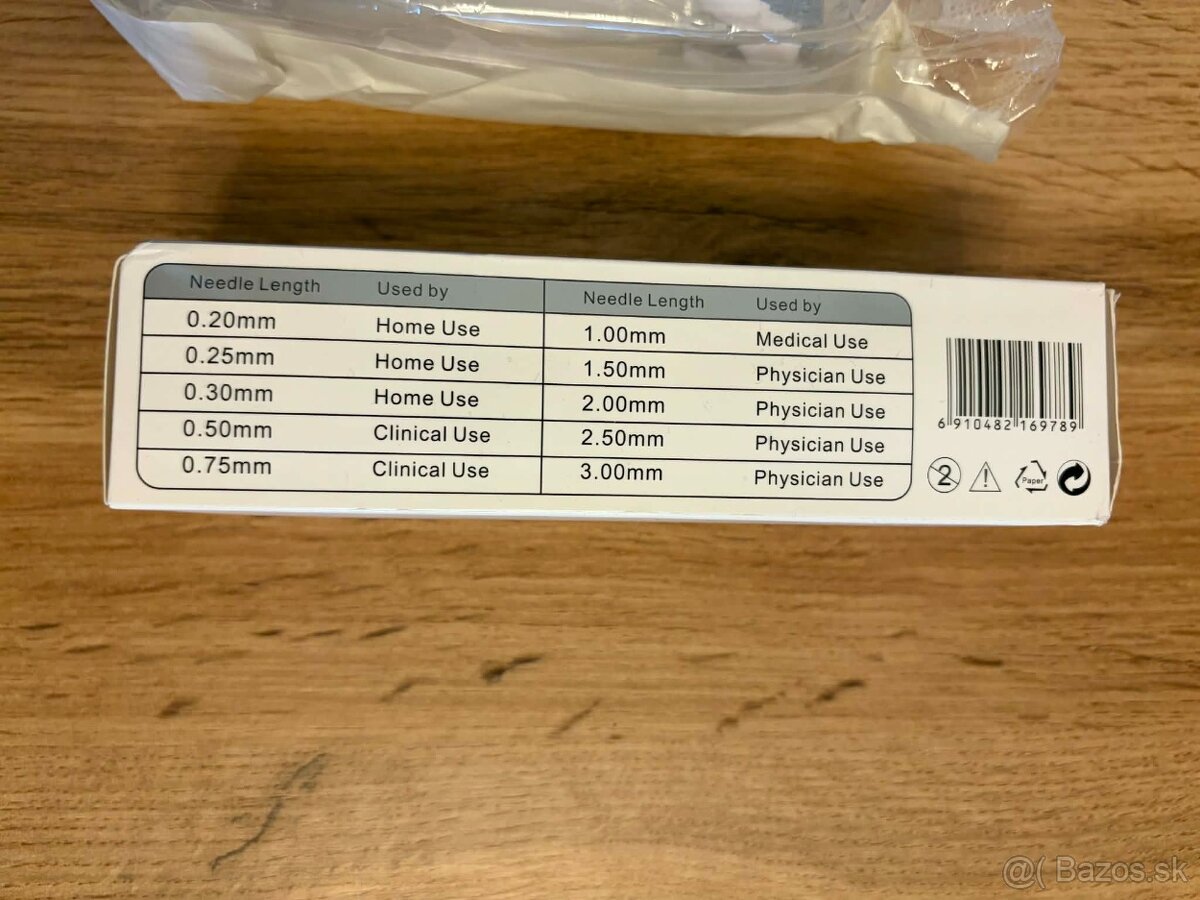 Needle Length Used by Needle Length Used by
0.20mm Home Use 1.00mm Medical Use
0.25mm Home Use 1.50mm Physician Use
0.30mm Home Use 2.00mm Physician Use
0.50mm Clinical Use 2.50mm Physician Use
0.75mm Clinical Use 3.00mm Physician Use
6 910482 169789
2 ! Paper
@( Bazos.sk